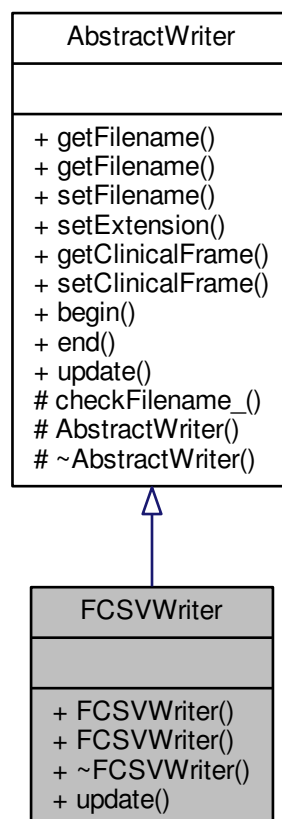 AbstractWriter
+ getFilename()
+ getFilename()
+ setFilename()
+ setExtension()
+ getClinicalFrame()
+ setClinicalFrame()
+ begin()
+ end()
+ update()
# checkFilename_()
# AbstractWriter()
# ~AbstractWriter()
FCSVWriter
+ FCSVWriter()
+ FCSVWriter()
+ ~FCSVWriter()
+ update()